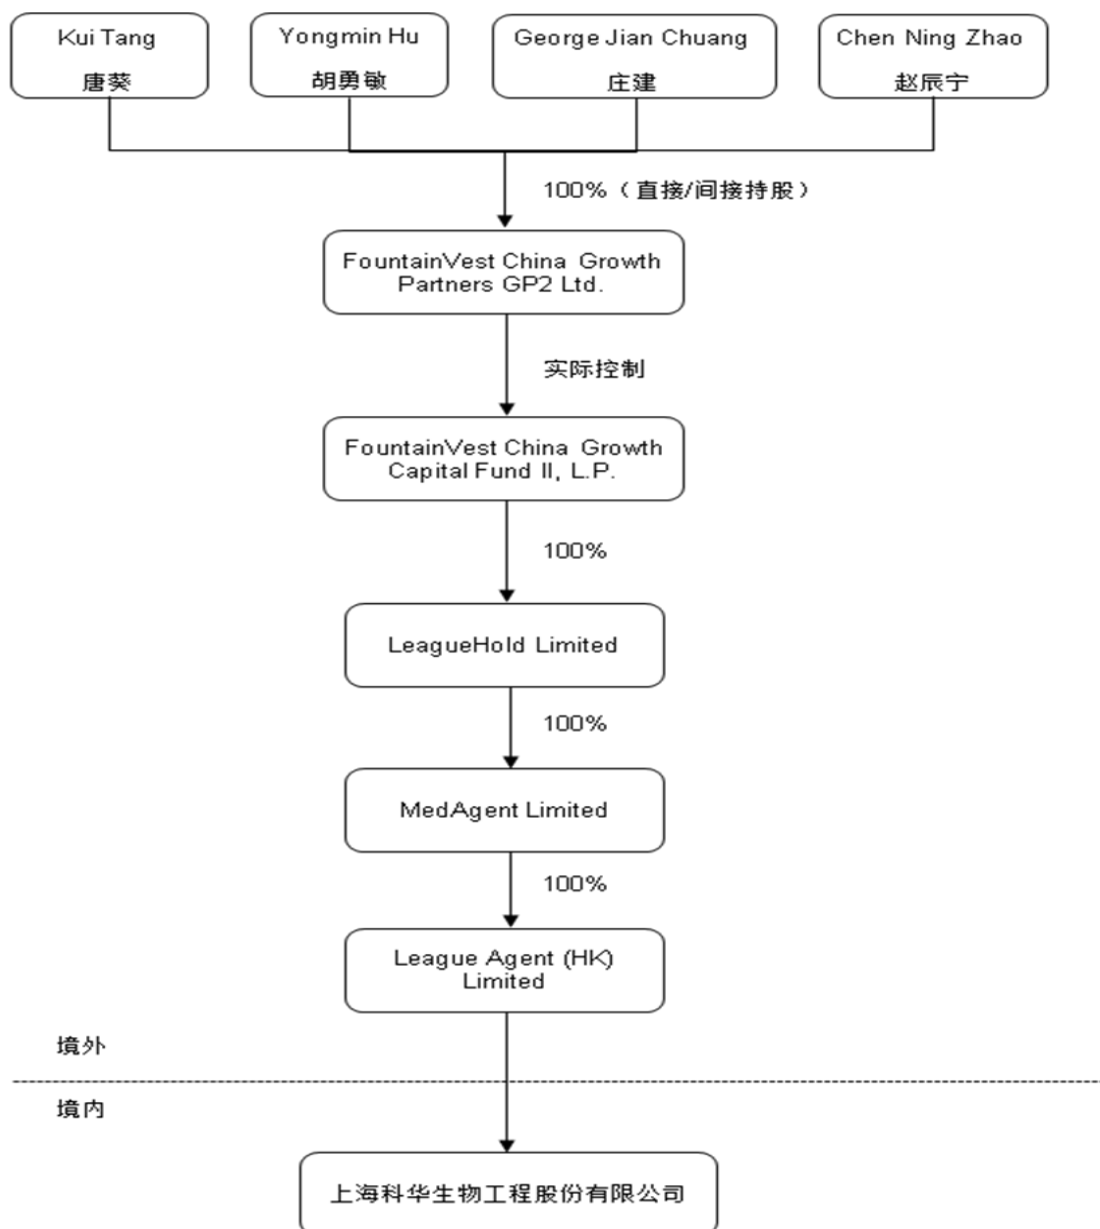 Kui Tang
唐葵
Yongmin Hu
胡勇敏
George Jian Chuang
庄建
Chen Ning Zhao
赵辰宁
100%（直接/间接持股）
FountainVest China Growth
Partners GP2 Ltd.
实际控制
FountainVest China Growth
Capital Fund II, L.P.
100%
LeagueHold Limited
100%
MedAgent Limited
100%
League Agent (HK)
Limited
境外
境内
上海科华生物工程股份有限公司